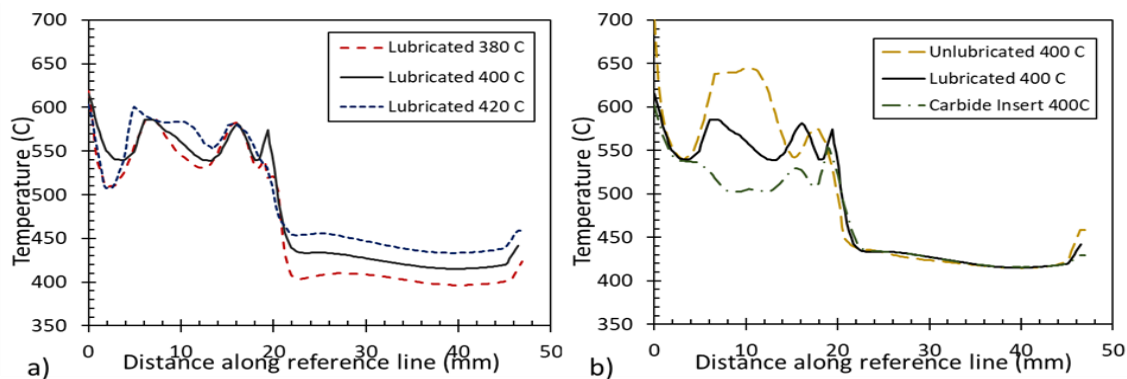 700
650
600
550
500
450
400
350
Temperature (C)
Lubricated 380 C
Lubricated 400 C
Lubricated 420 C
0
10
20
30
40
50
Distance along reference line (mm)
a)
700
650
600
550
500
450
400
350
Temperature (C)
Unlubricated 400 C
Lubricated 400 C
Carbide Insert 400C
0
10
20
30
40
50
Distance along reference line (mm)
b)